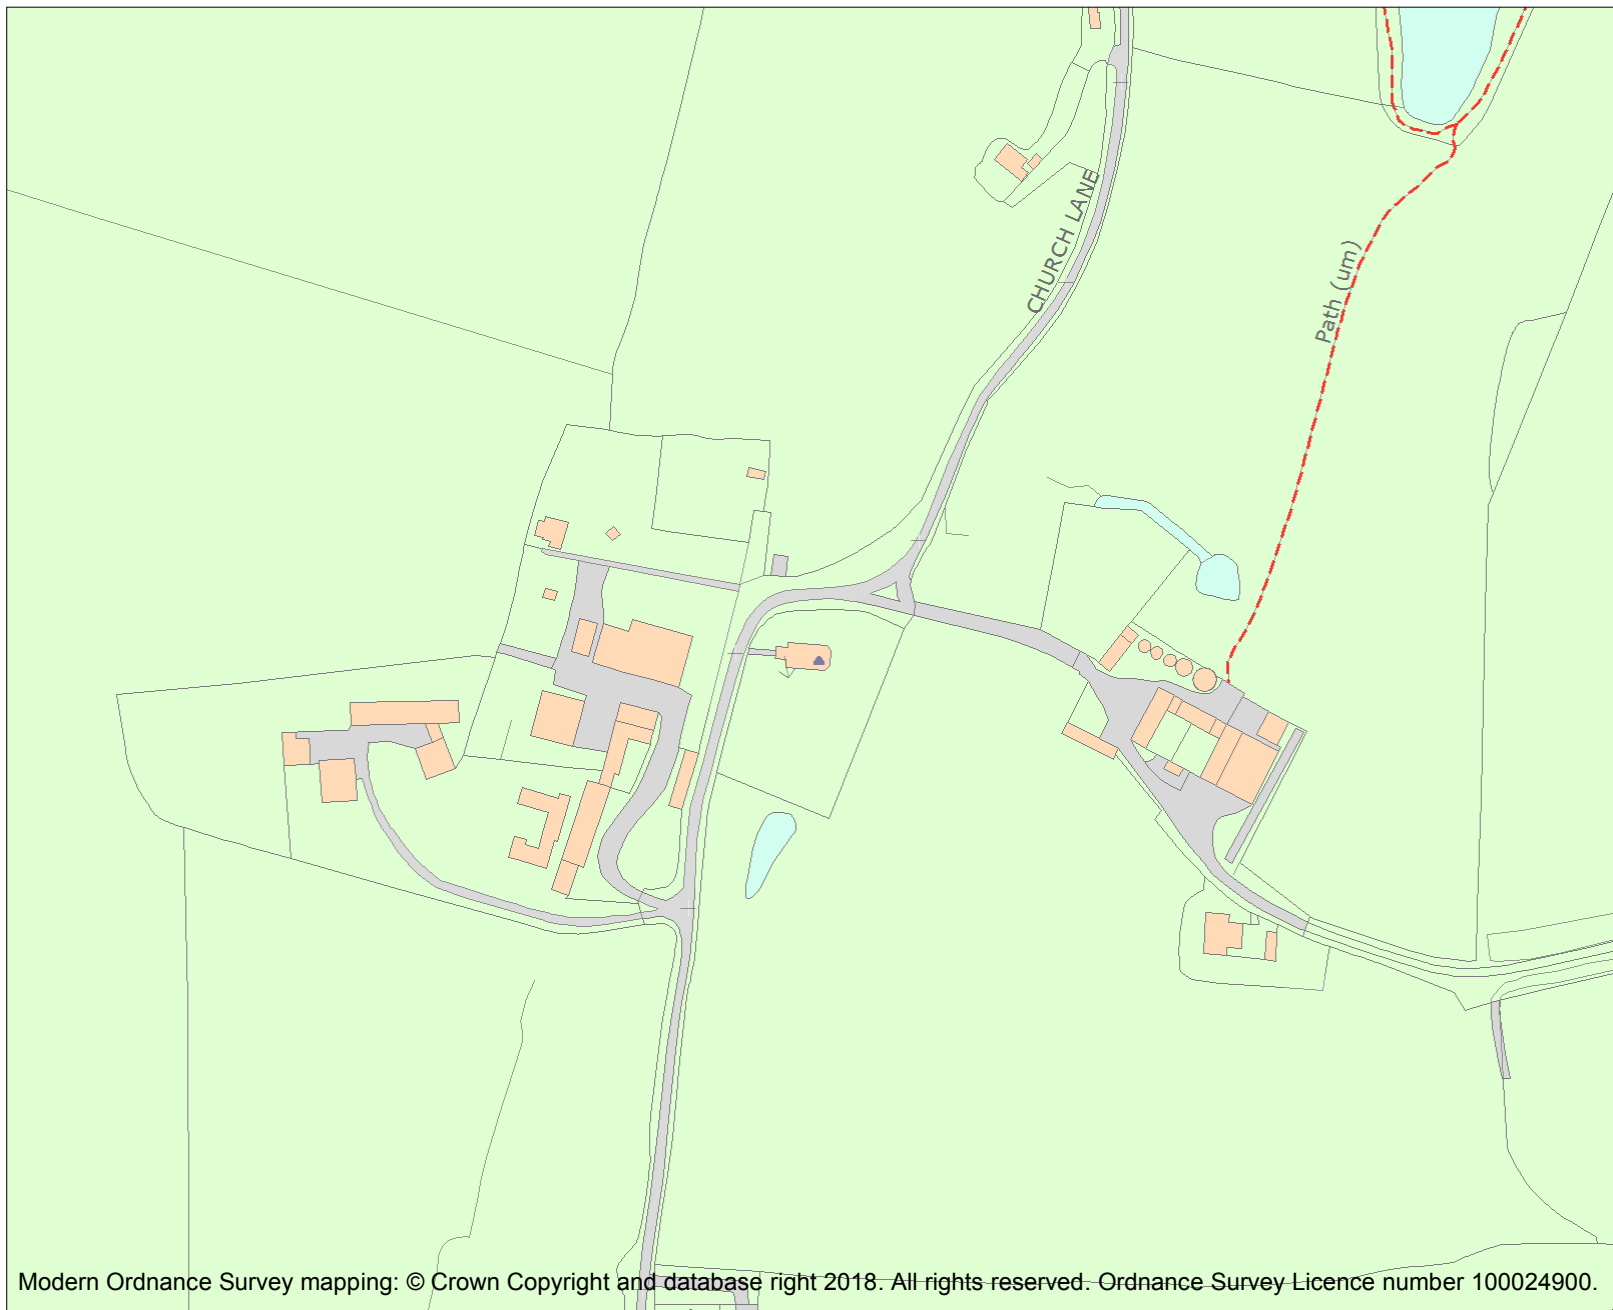 CHURCH LANE
Path (um)
Modern Ordnance Survey mapping: © Crown Copyright and database right 2018. All rights reserved. Ordnance Survey Licence number 100024900.